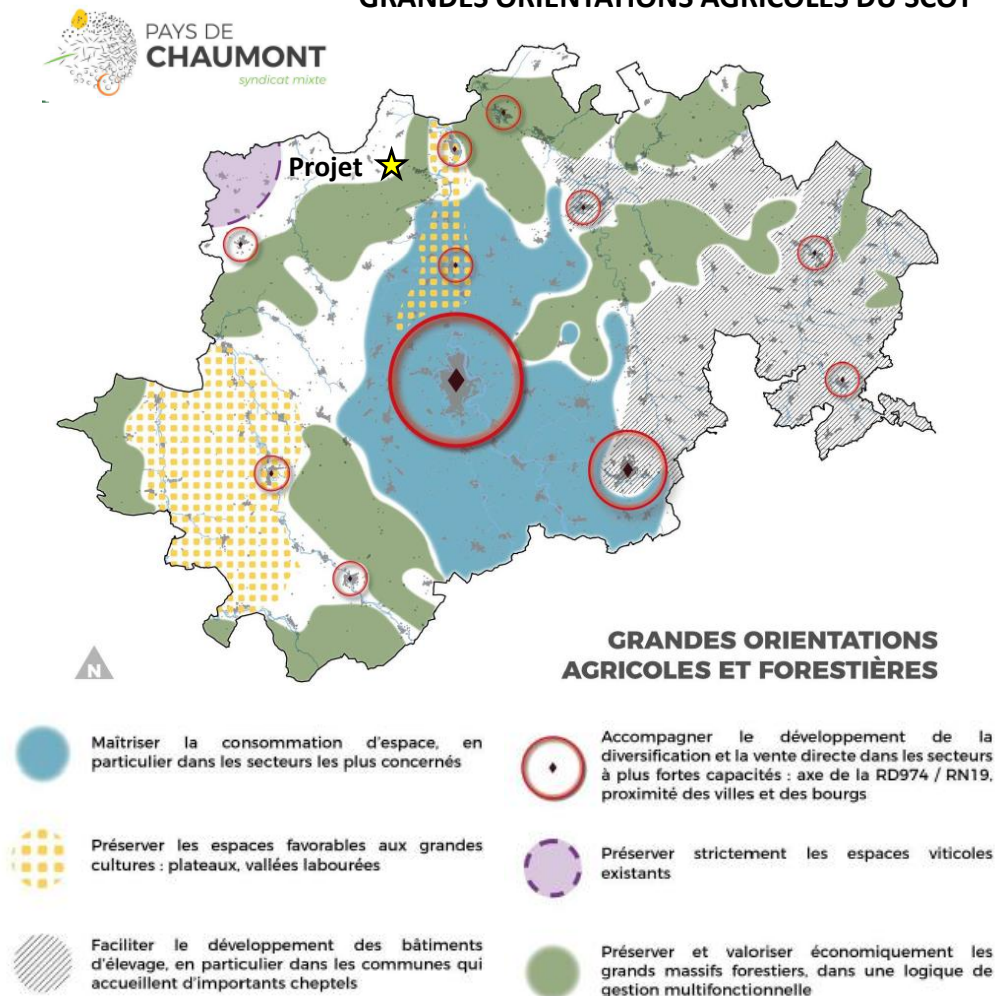 GRANDES ORIENTATIONS AGRICOLES DU SCOT
PAYS DE
CHAUMONT
syndicat mixte
Projet
N
GRANDES ORIENTATIONS
AGRICOLES ET FORESTIÈRES
Maîtriser la consommation d'espace, en
particulier dans les secteurs les plus concernés
Préserver les espaces favorables aux grandes
cultures : plateaux, vallées labourées
Faciliter le développement des bâtiments
d'élevage, en particulier dans les communes qui
accueillent d'importants cheptels
Accompagner le développement de la
diversification et la vente directe dans les secteurs
à plus fortes capacités : axe de la RD974 / RN19,
proximité des villes et des bourgs
Préserver strictement les espaces viticoles
existants
Préserver et valoriser économiquement les
grands massifs forestiers, dans une logique de
gestion multifonctionnelle